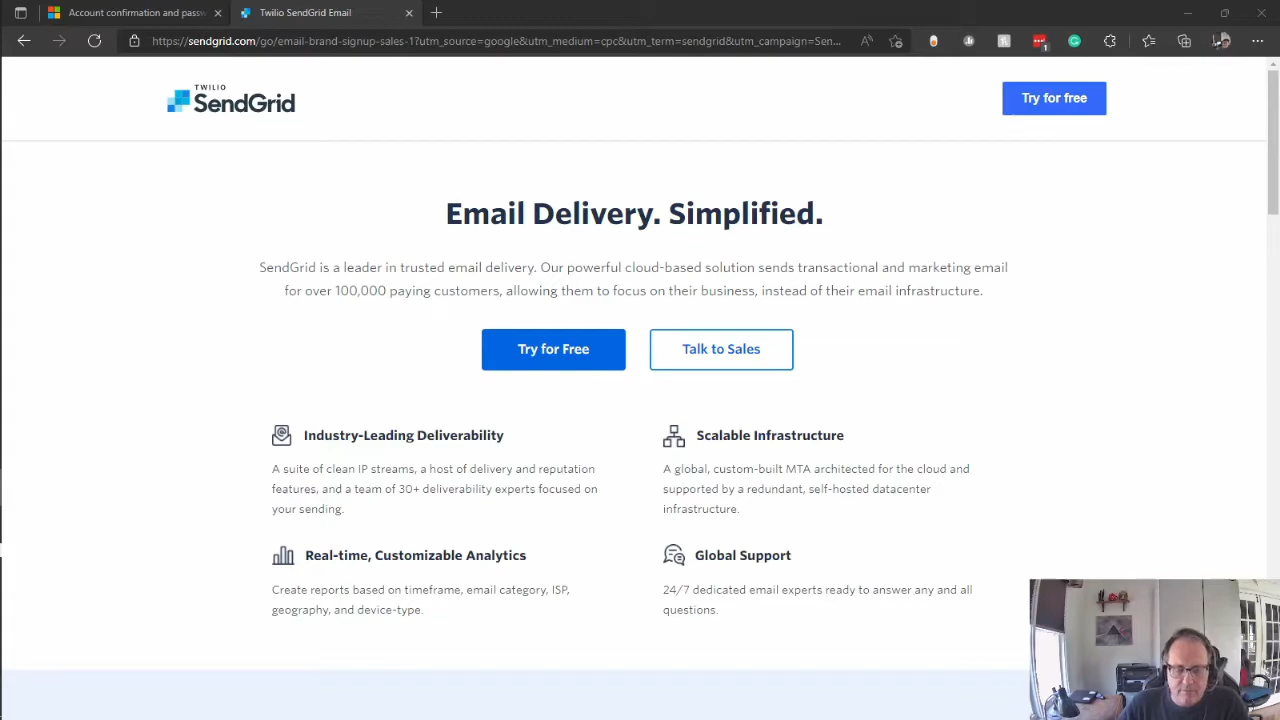 Account confirmation and passw
Twilio SendGrid Email
https://sendgrid.com/go/email-brand-signup-sales-1?utm_source=google&utm_medium=cpc&utm_term=sendgrid&utm_campaign=Sen...
1
TWILIO
SendGrid
Try for free
Email Delivery. Simplified.
SendGrid is a leader in trusted email delivery. Our powerful cloud-based solution sends transactional and marketing email
for over 100,000 paying customers, allowing them to focus on their business, instead of their email infrastructure.
Try for Free
Talk to Sales
Industry-Leading Deliverability
A suite of clean IP streams, a host of delivery and reputation
features, and a team of 30+ deliverability experts focused on
your sending.
Scalable Infrastructure
A global, custom-built MTA architected for the cloud and
supported by a redundant, self-hosted datacenter
infrastructure.
Real-time, Customizable Analytics
Create reports based on timeframe, email category, ISP,
geography, and device-type.
Global Support
24/7 dedicated email experts ready to answer any and all
questions.